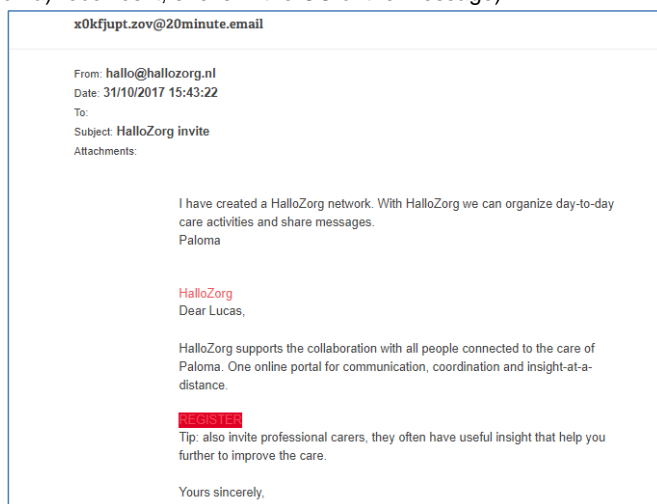 x0kfjupt.zov@20minute.email
From: hallo@hallozorg.nl
Date: 31/10/2017 15:43:22
To:
Subject: HalloZorg invite
Attachments:
I have created a HalloZorg network. With HalloZorg we can organize day-to-day
care activities and share messages.
Paloma
HalloZorg
Dear Lucas,
HalloZorg supports the collaboration with all people connected to the care of
Paloma. One online portal for communication, coordination and insight-at-a-
distance.
REGISTER
Tip: also invite professional carers, they often have useful insight that help you
further to improve the care.
Yours sincerely,